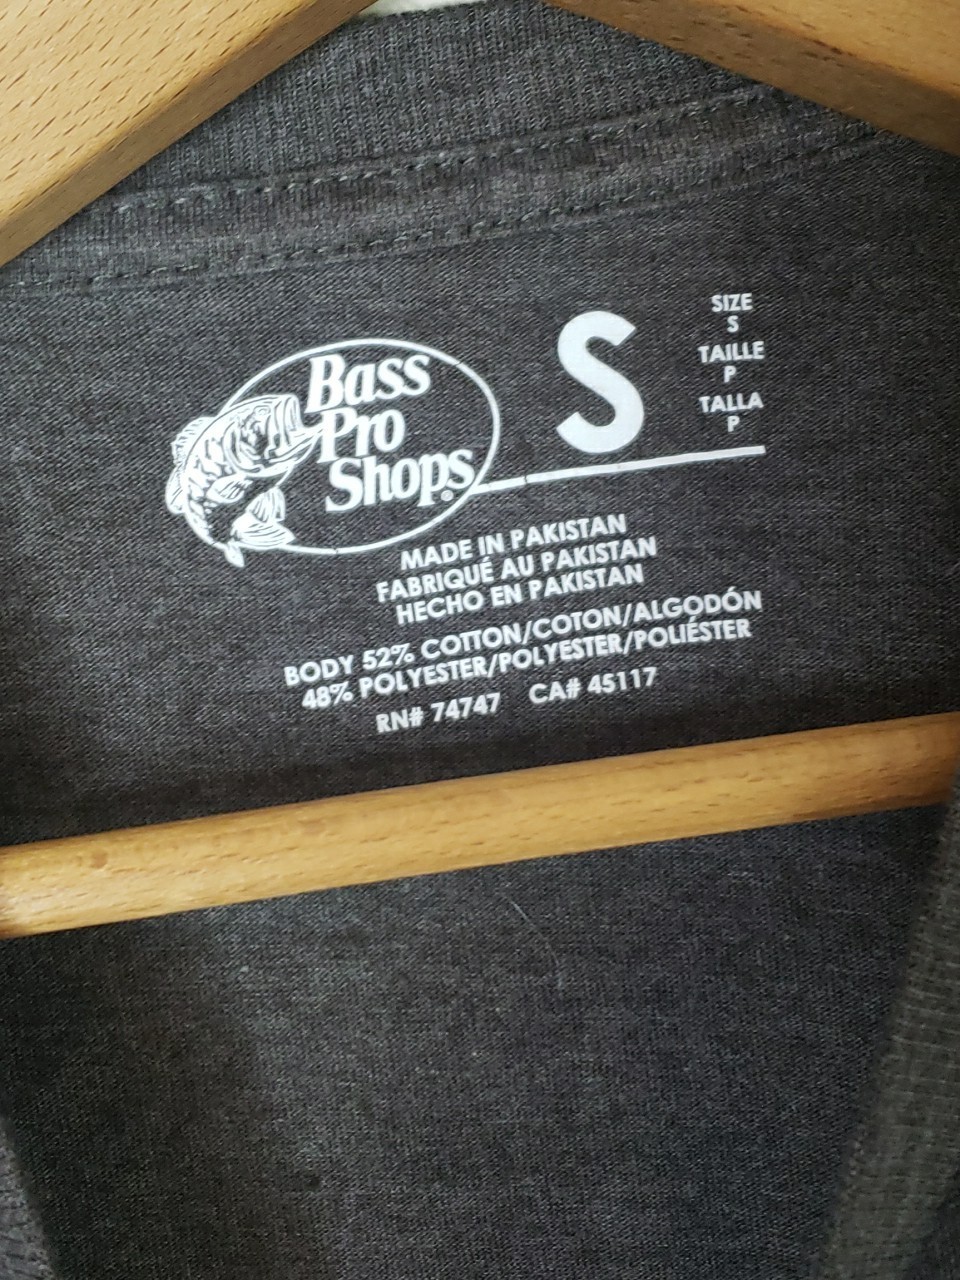 Bass
Pro
Shops®
S
SIZE
S
TAILLE
P
TALLA
P
MADE IN PAKISTAN
FABRIQUÉ AU PAKISTAN
HECHO EN PAKISTAN
BODY 52% COTTON/COTON/ALGODÓN
48% POLYESTER/POLYESTER/POLIÉSTER
RN# 74747 CA# 45117